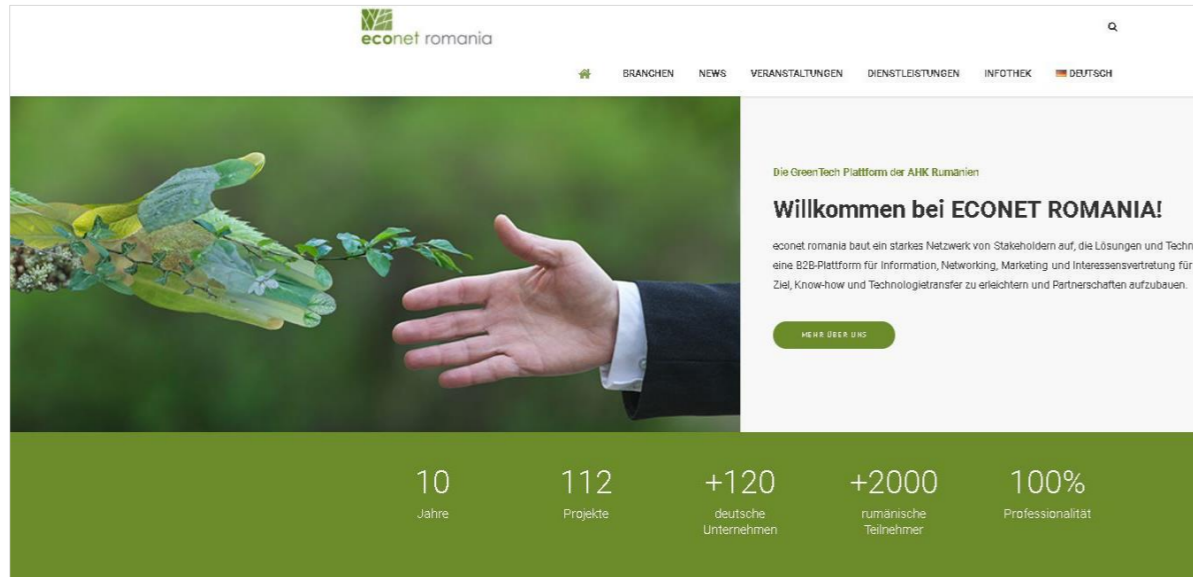 econet romania
BRANCHEN NEWS VERANSTALTUNGEN DIENSTLEISTUNGEN INFOTHEK DEUTSCH
Die GreenTech Plattform der AHK Rumänien
Willkommen bei ECONET ROMANIA!
econet romania baut ein starkes Netzwerk von Stakeholdern auf, die Lösungen und Techn
eine B2B-Plattform für Information, Networking, Marketing und Interessensvertretung für
Ziel, Know-how und Technologietransfer zu erleichtern und Partnerschaften aufzubauen.
MEHR ÜBER UNS
10 112 +120 +2000 100%
Jahre Projekte deutsche rumänische Professionalität
Unternehmen Teilnehmer